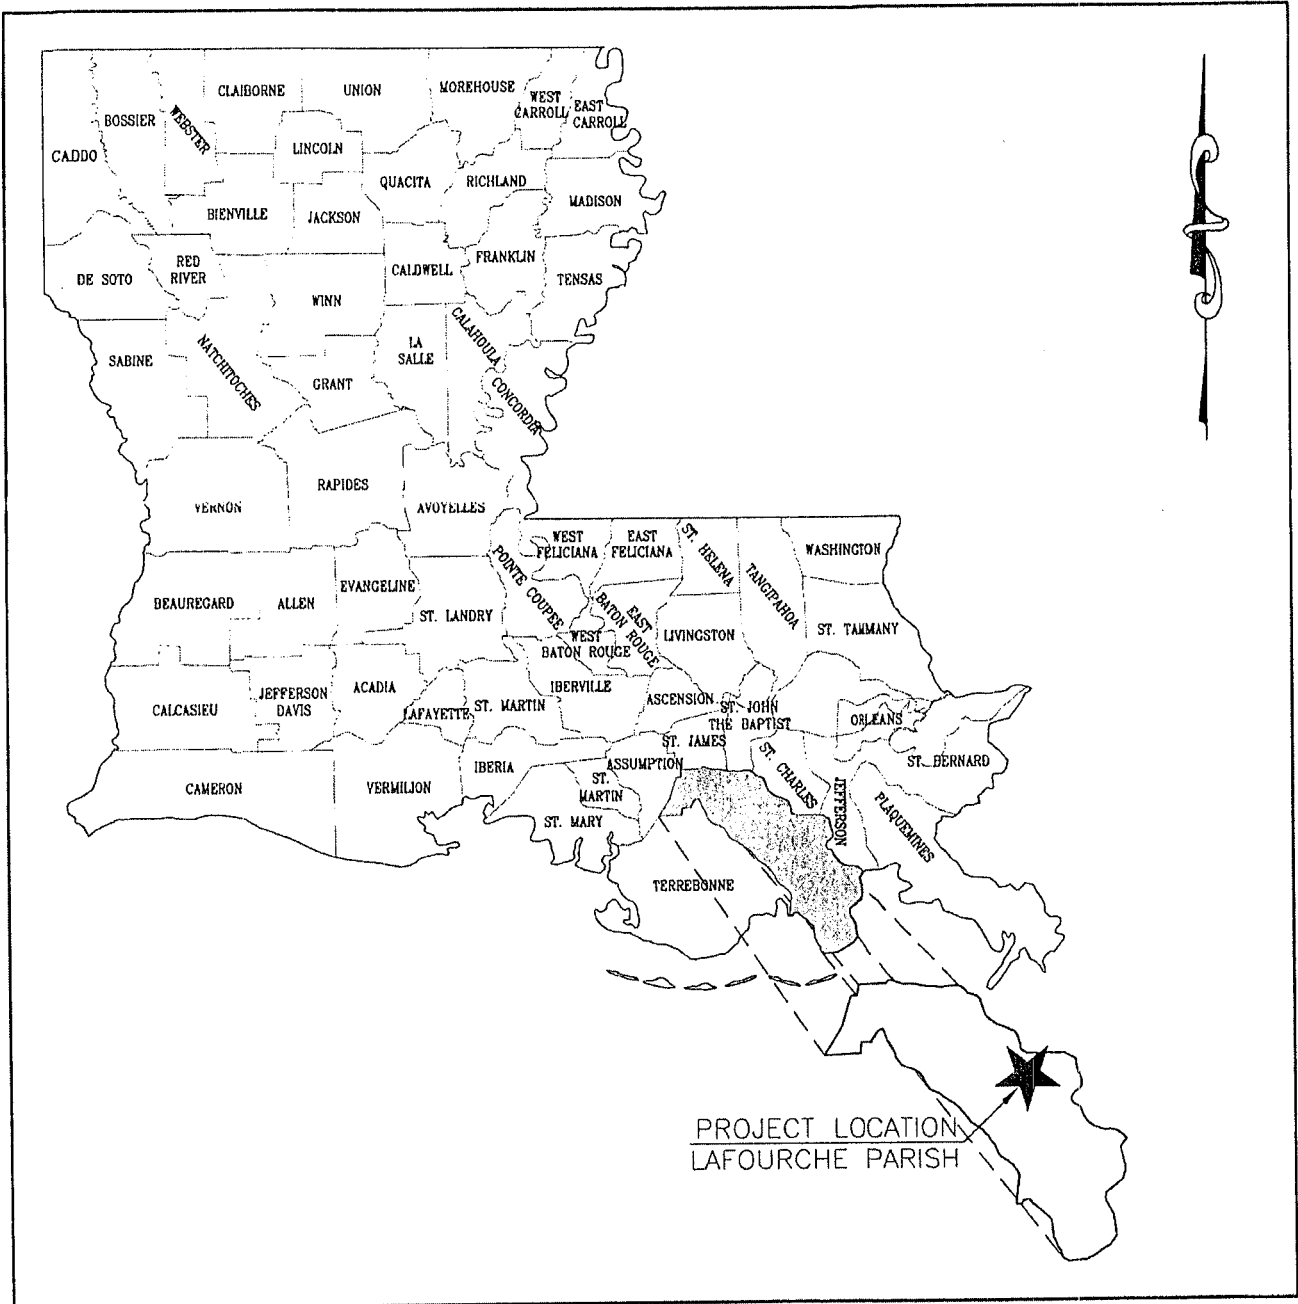 CLAIBORNE
UNION
MOREHOUSE
WEST
CARROLL
EAST
CARROLL
BOSSIER
WEBSTER
LINCOLN
CADDO
QUACITA
RICHLAND
MADISON
BIENVILLE
JACKSON
RED
RIVER
DE SOTO
CALDWELL
FRANKLIN
TENSAS
WINN
SABINE
NATCHITOCHES
LA
SALLE
CALAHOULA
GRANT
CONCORDIA
RAPIDES
VERNON
AVOYELLES
WEST
FELICIANA
EAST
FELICIANA
ST. HELENA
TANGIPAHOA
WASHINGTON
POINTE COUPEE
EVANGELINE
BEAUREGARD
ALLEN
ST. LANDRY
EAST
BATON ROUGE
WEST
BATON ROUGE
LIVINGSTON
ST. TAMMANY
CALCASIEU
JEFFERSON
DAVIS
ACADIA
LAFAYETTE
ST. MARTIN
IBERVILLE
ASCENSION
ST. JOHN
THE BAPTIST
ORLEANS
ST. JAMES
ST. BERNARD
CAMERON
VERMILION
IBERIA
ASSUMPTION
ST.
MARTIN
ST. MARY
ST. CHARLES
JEFFERSON
PLAQUEMINES
TERREBONNE
PROJECT LOCATION
LAFOURCHE PARISH